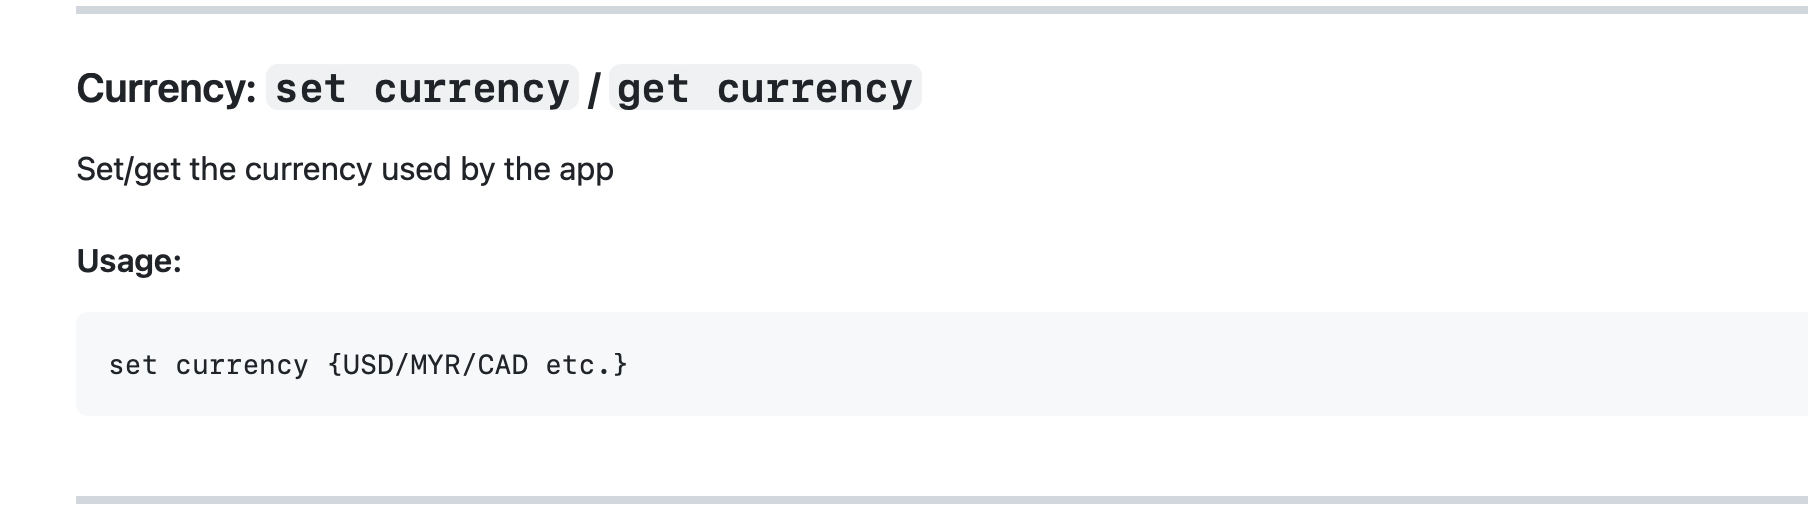 Currency: set currency / get currency
Set/get the currency used by the app
Usage:
set currency {USD/MYR/CAD etc.}